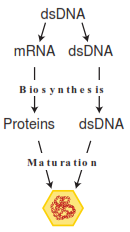 dsDNA
mRNA dsDNA
Biosynthesis
Proteins dsDNA
Maturation